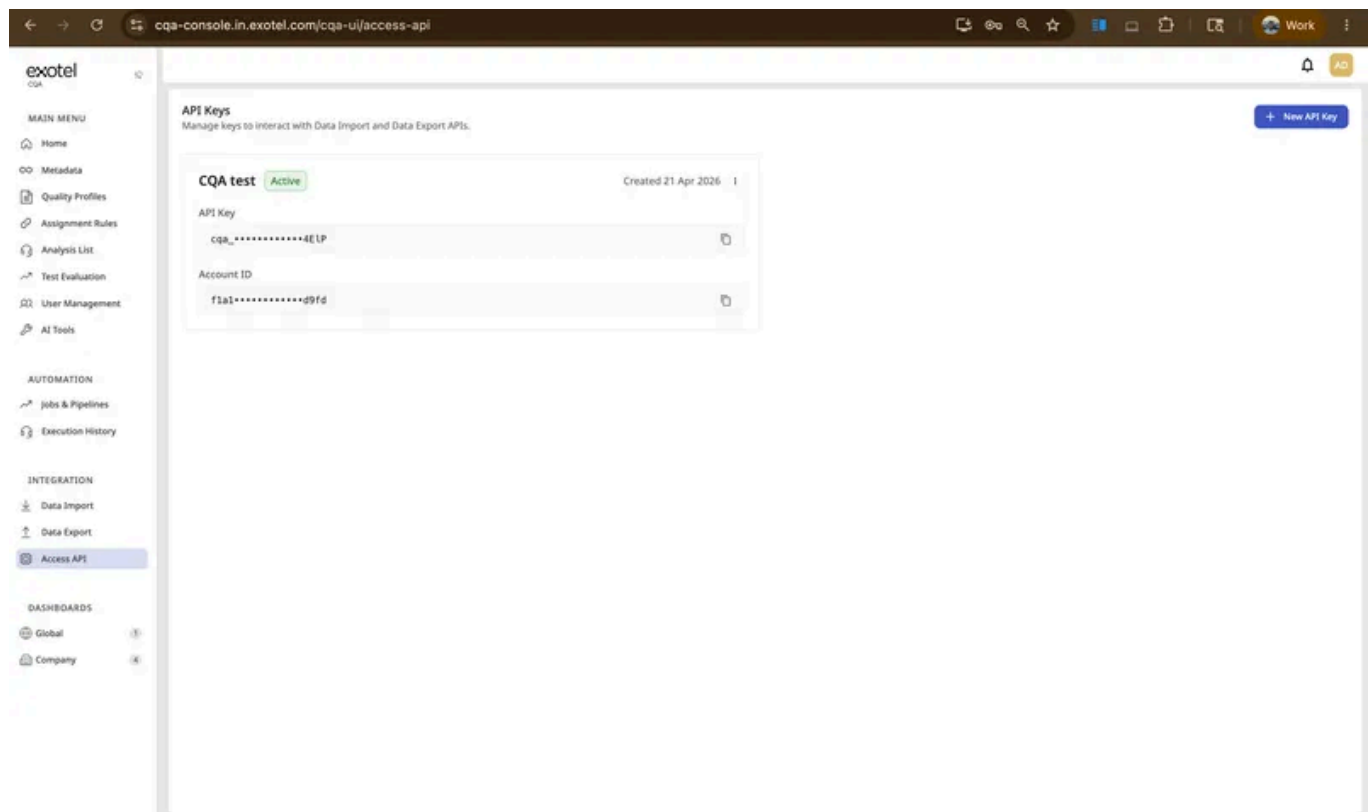 cqa-console.in.exotel.com/cqa-ui/access-api
Work
exotel
CQA
AD
MAIN MENU
Home
Metadata
Quality Profiles
Assignment Rules
Analysis List
Test Evaluation
User Management
AI Tools
AUTOMATION
Jobs & Pipelines
Execution History
INTEGRATION
Data Import
Data Export
Access API
DASHBOARDS
Global 1
Company 4
API Keys
Manage keys to interact with Data Import and Data Export APIs.
+ New API Key
CQA test Active Created 21 Apr 2026
API Key
cqa_••••••••••••4ElP
Account ID
f1a1••••••••••••d9fd